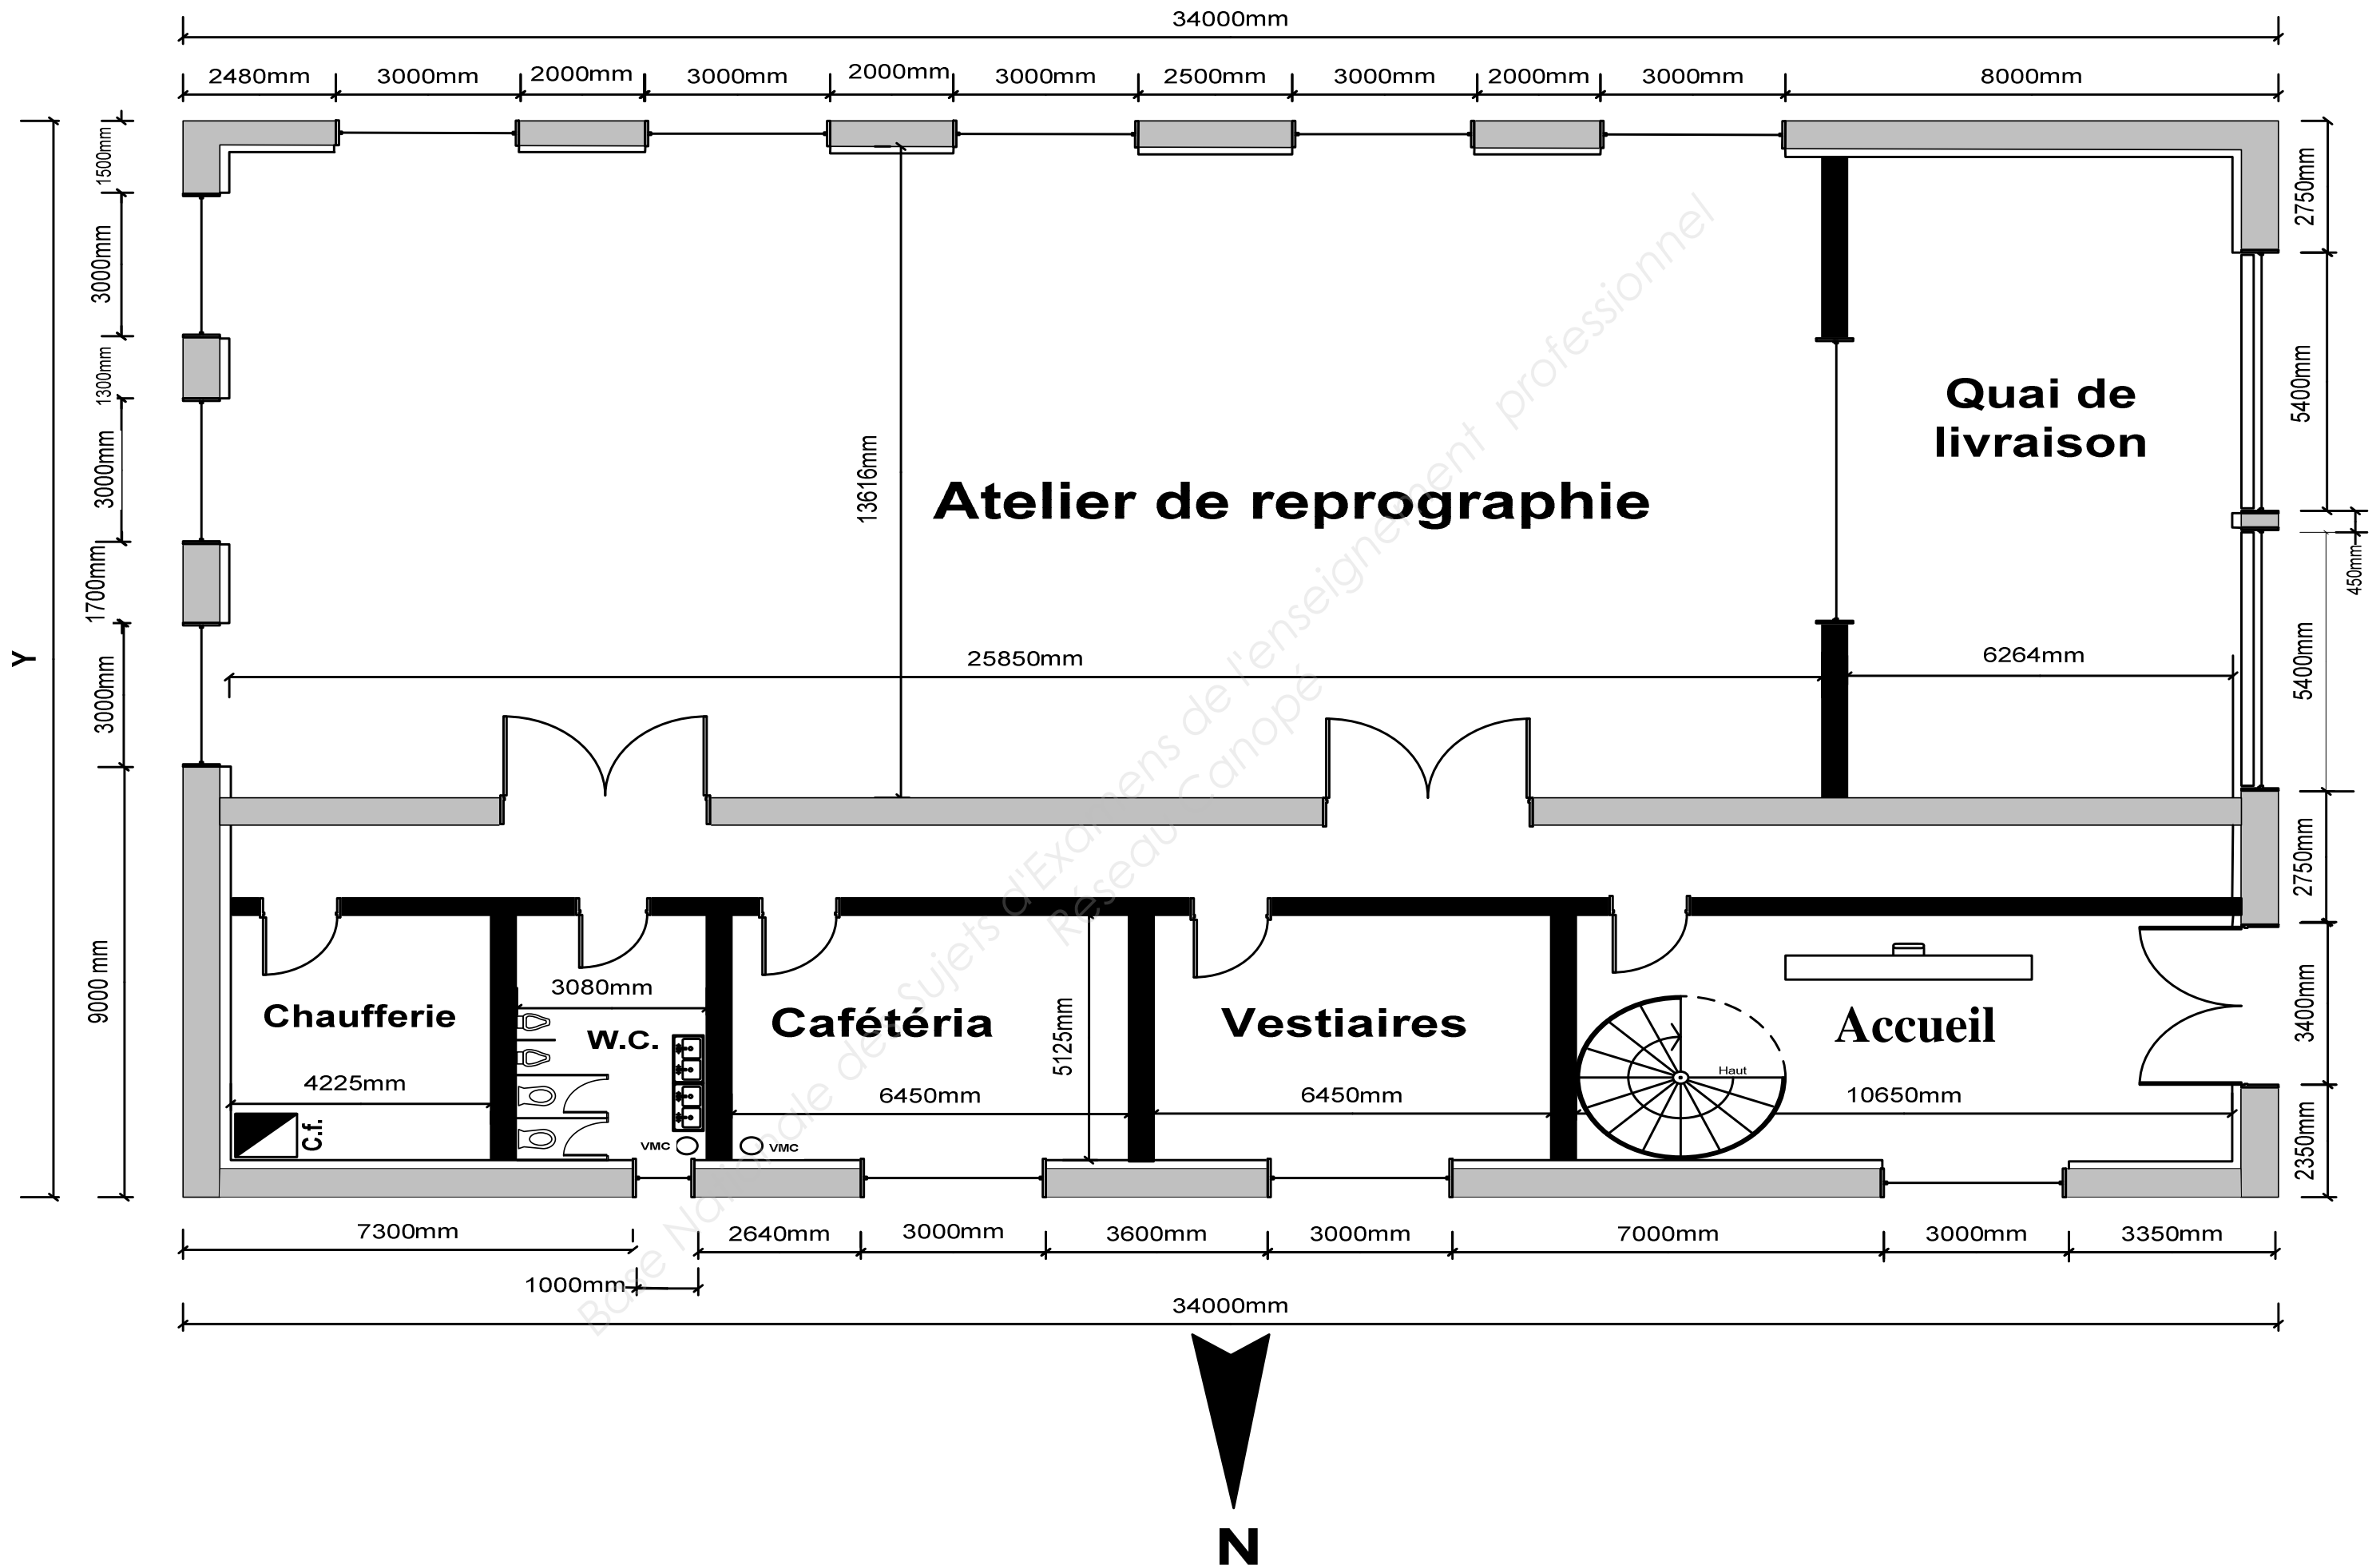 34000mm
2480mm 3000mm 2000mm 3000mm 2000mm 3000mm 2500mm 3000mm 2000mm 3000mm 8000mm
1500mm
3000mm
1300mm
3000mm
1700mm
3000mm
9000 mm
Y
2750mm
5400mm
450mm
5400mm
2750mm
3400mm
2350mm
Quai de
livraison
13616mm
Atelier de reprographie
25850mm
6264mm
Chaufferie
4225mm
C.f.
3080mm
W.C.
VMC
VMC
Cafétéria
5125mm
6450mm
Vestiaires
6450mm
Haut
Accueil
10650mm
7300mm 2640mm 3000mm 3600mm 3000mm 7000mm 3000mm 3350mm
1000mm
34000mm
N
Base Nationale des Sujets d'Examens de l'enseignement professionnel
Réseau Canopé